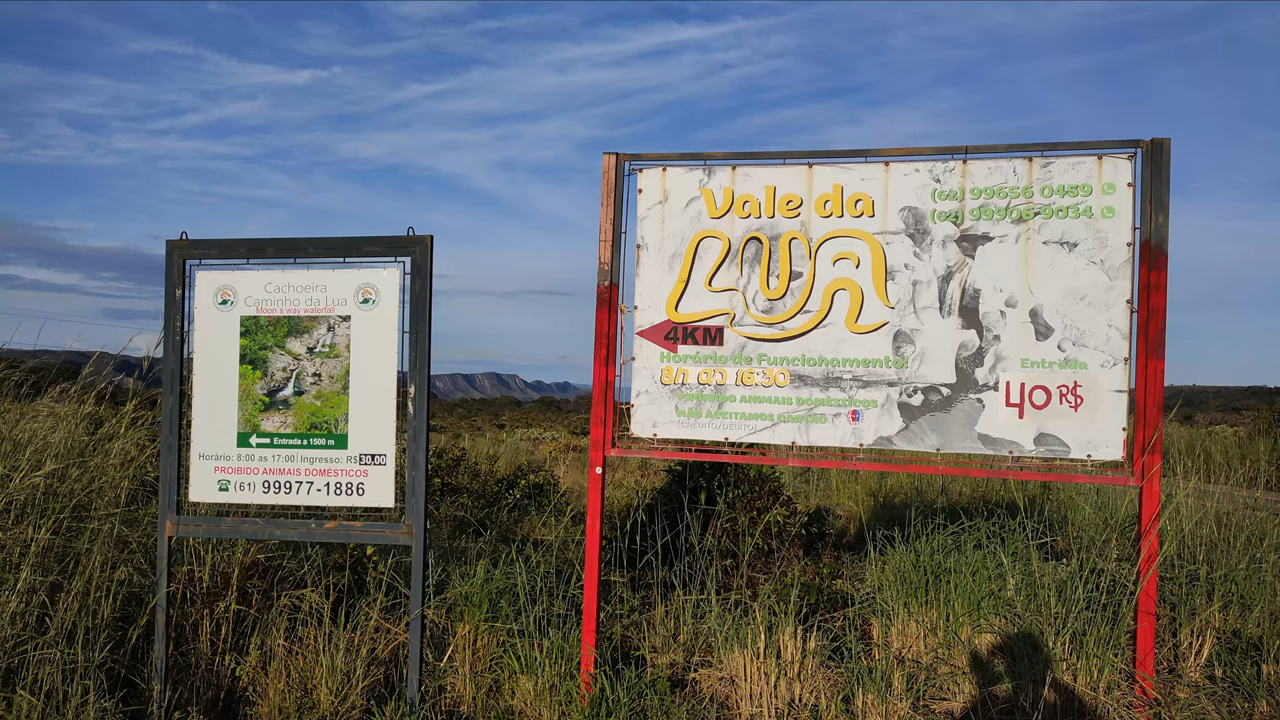 Cachoeira
Caminho da Lua
Moon's way waterfall
Entrada a 1500 m
Horário: 8:00 as 17:00 Ingresso: R$ 30,00
PROIBIDO ANIMAIS DOMÉSTICOS
(61) 99977-1886
Vale da
LUA
(62) 99656 0459
(62) 99906 9034
4KM
Horário de Funcionamento:
8h ao 16:30
PROIBIDO ANIMAIS DOMÉSTICOS
NÃO ACEITAMOS CARTÃO
(CRÉDITO/DÉBITO)
Entrada
40 R$